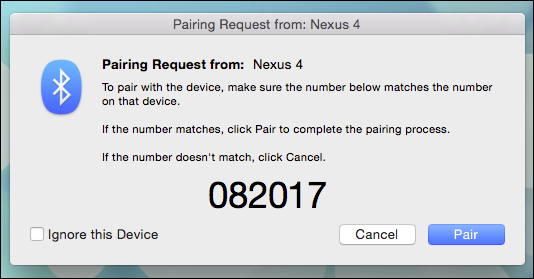 Pairing Request from: Nexus 4
Pairing Request from: Nexus 4
To pair with the device, make sure the number below matches the number
on that device.
If the number matches, click Pair to complete the pairing process.
If the number doesn't match, click Cancel.
082017
Ignore this Device
Cancel
Pair